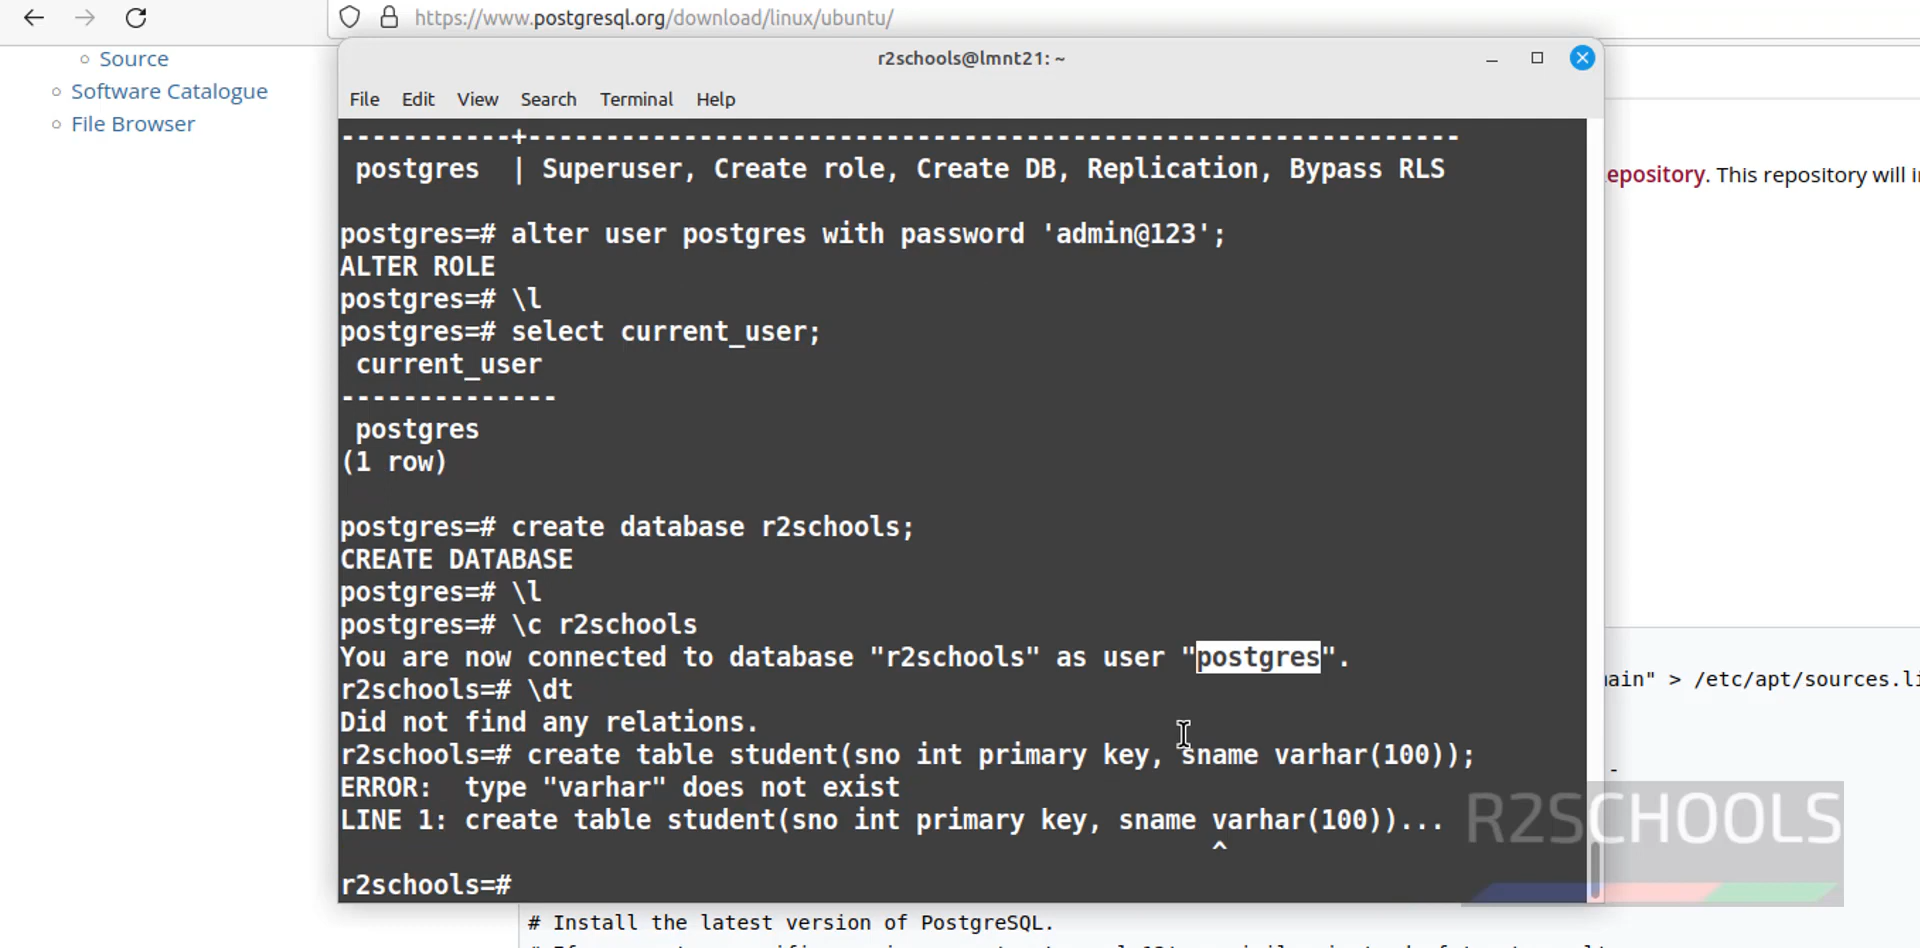 https://www.postgresql.org/download/linux/ubuntu/
Source
Software Catalogue
File Browser
r2schools@lmnt21: ~
File Edit View Search Terminal Help
-----------+------------------------------------------------------------
postgres | Superuser, Create role, Create DB, Replication, Bypass RLS
postgres=# alter user postgres with password 'admin@123';
ALTER ROLE
postgres=# \l
postgres=# select current_user;
current_user
--------------
postgres
(1 row)
postgres=# create database r2schools;
CREATE DATABASE
postgres=# \l
postgres=# \c r2schools
You are now connected to database "r2schools" as user "postgres".
r2schools=# \dt
Did not find any relations.
r2schools=# create table student(sno int primary key, sname varhar(100));
ERROR:  type "varhar" does not exist
LINE 1: create table student(sno int primary key, sname varhar(100))...
^
r2schools=#
epository. This repository will i
ain" > /etc/apt/sources.li
-
R2SCHOOLS
# Install the latest version of PostgreSQL.